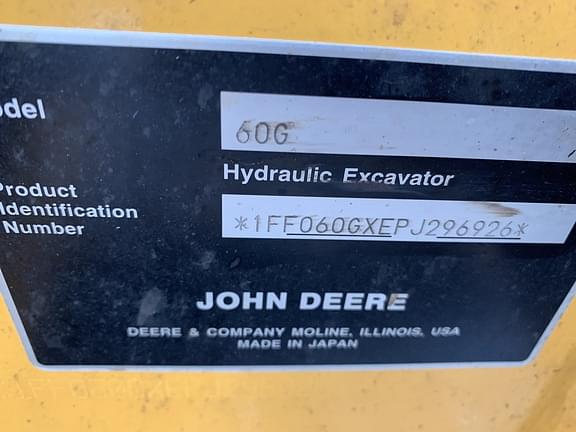 odel
60G
Hydraulic Excavator
Product
Identification
Number
*1FF060GXEPJ296926*
JOHN DEERE
DEERE & COMPANY MOLINE, ILLINOIS, USA
MADE IN JAPAN